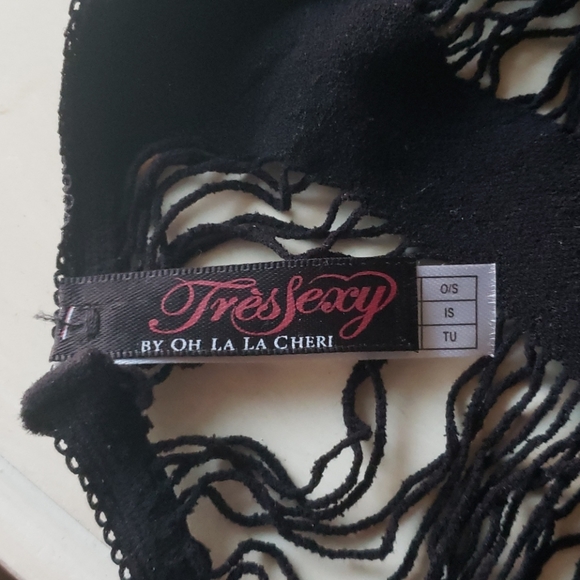 TrèsSexy
BY OH LA LA CHERI
O/S
IS
TU